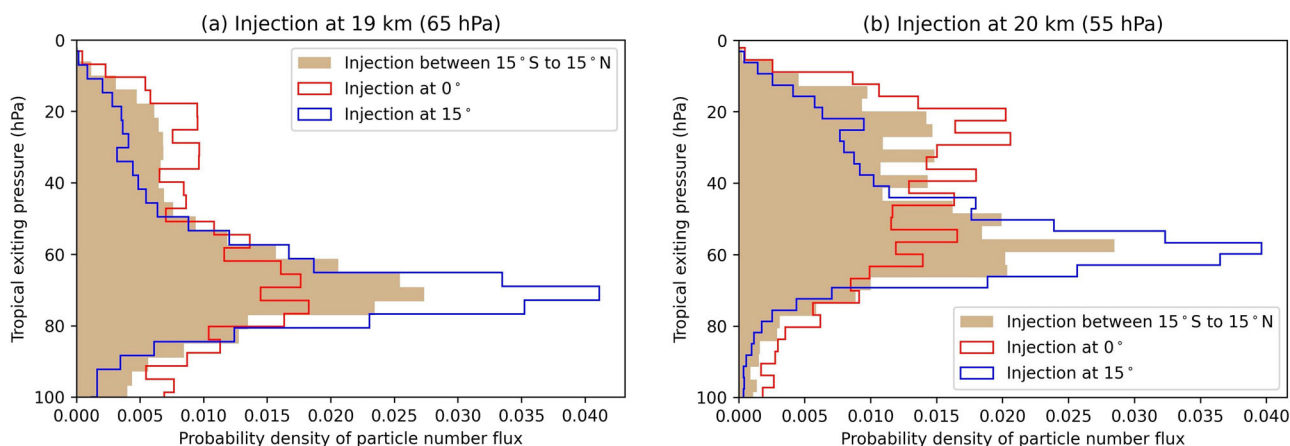 (a) Injection at 19 km (65 hPa)
Tropical exiting pressure (hPa)
0
20
40
60
80
100
Injection between 15°S to 15°N
Injection at 0°
Injection at 15°
0.000 0.005 0.010 0.015 0.020 0.025 0.030 0.035 0.040
Probability density of particle number flux
(b) Injection at 20 km (55 hPa)
Tropical exiting pressure (hPa)
0
20
40
60
80
100
Injection between 15°S to 15°N
Injection at 0°
Injection at 15°
0.000 0.005 0.010 0.015 0.020 0.025 0.030 0.035 0.040
Probability density of particle number flux